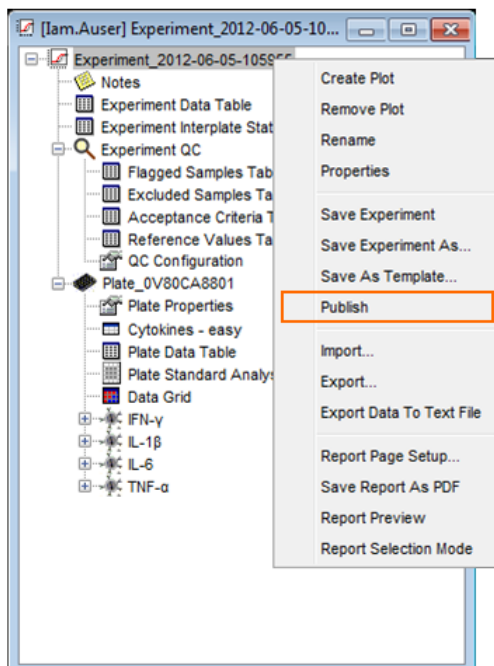 [Iam.Auser] Experiment_2012-06-05-10...
Experiment_2012-06-05-105955
Notes
Experiment Data Table
Experiment Interplate Stat
Experiment QC
Flagged Samples Tab
Excluded Samples Ta
Acceptance Criteria T
Reference Values Ta
QC Configuration
Plate_0V80CA8801
Plate Properties
Cytokines - easy
Plate Data Table
Plate Standard Analys
Data Grid
IFN-γ
IL-1β
IL-6
TNF-α
Create Plot
Remove Plot
Rename
Properties
Save Experiment
Save Experiment As...
Save As Template...
Publish
Import...
Export...
Export Data To Text File
Report Page Setup...
Save Report As PDF
Report Preview
Report Selection Mode